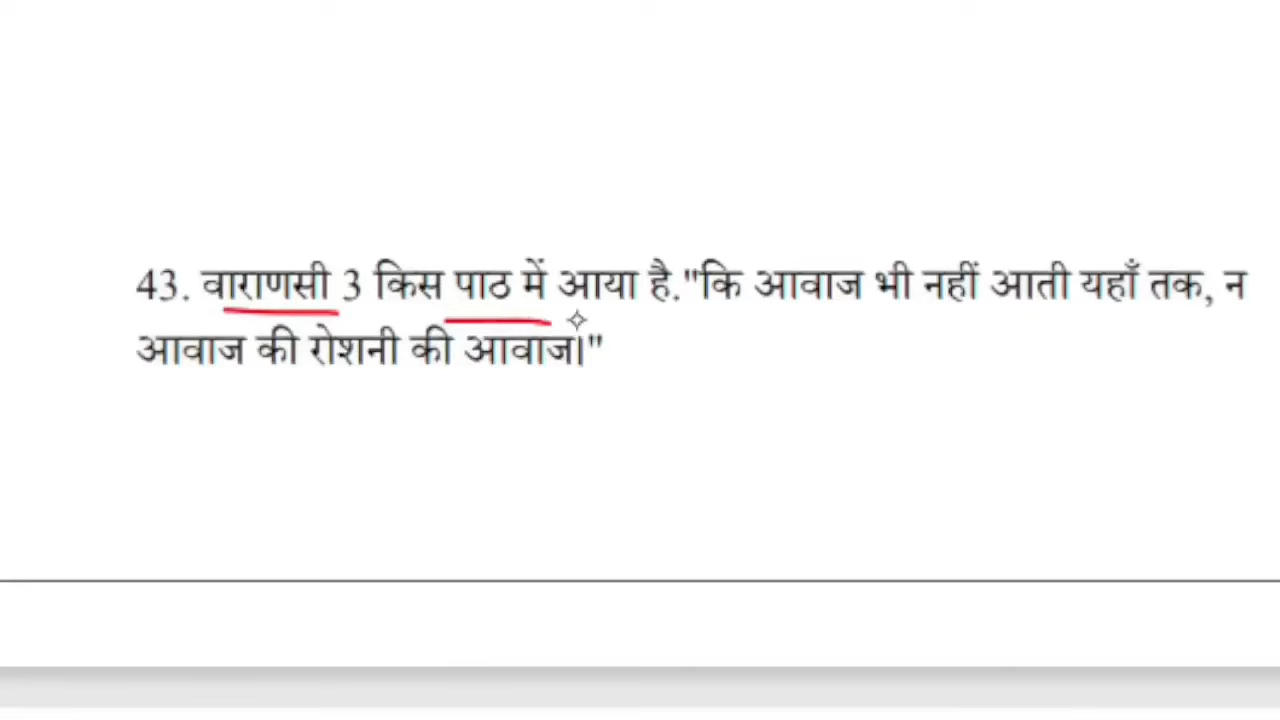 43. वाराणसी 3 किस पाठ में आया है."कि आवाज भी नहीं आती यहाँ तक, न
आवाज की रोशनी की आवाज।"